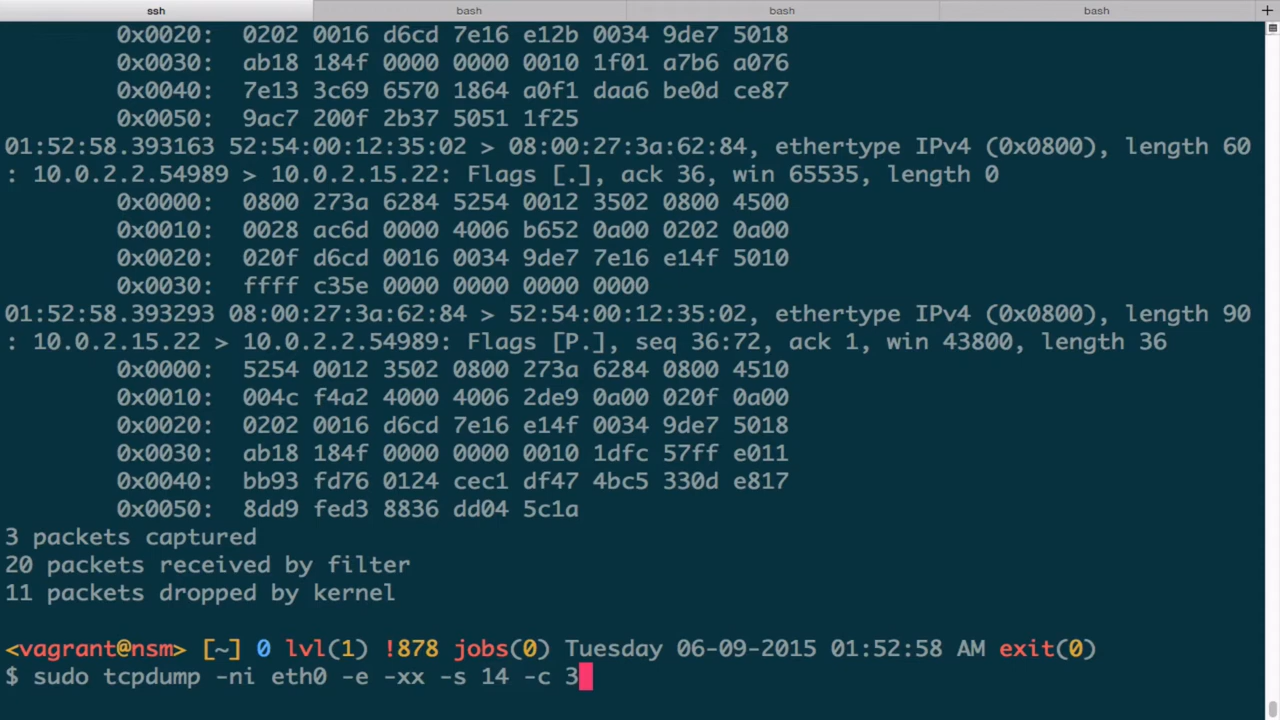 ssh bash bash bash +
0x0020: 0202 0016 d6cd 7e16 e12b 0034 9de7 5018
0x0030: ab18 184f 0000 0000 0010 1f01 a7b6 a076
0x0040: 7e13 3c69 6570 1864 a0f1 daa6 be0d ce87
0x0050: 9ac7 200f 2b37 5051 1f25
01:52:58.393163 52:54:00:12:35:02 > 08:00:27:3a:62:84, ethertype IPv4 (0x0800), length 60
: 10.0.2.2.54989 > 10.0.2.15.22: Flags [.], ack 36, win 65535, length 0
0x0000: 0800 273a 6284 5254 0012 3502 0800 4500
0x0010: 0028 ac6d 0000 4006 b652 0a00 0202 0a00
0x0020: 020f d6cd 0016 0034 9de7 7e16 e14f 5010
0x0030: ffff c35e 0000 0000 0000 0000
01:52:58.393293 08:00:27:3a:62:84 > 52:54:00:12:35:02, ethertype IPv4 (0x0800), length 90
: 10.0.2.15.22 > 10.0.2.2.54989: Flags [P.], seq 36:72, ack 1, win 43800, length 36
0x0000: 5254 0012 3502 0800 273a 6284 0800 4510
0x0010: 004c f4a2 4000 4006 2de9 0a00 020f 0a00
0x0020: 0202 0016 d6cd 7e16 e14f 0034 9de7 5018
0x0030: ab18 184f 0000 0000 0010 1dfc 57ff e011
0x0040: bb93 fd76 0124 cec1 df47 4bc5 330d e817
0x0050: 8dd9 fed3 8836 dd04 5c1a
3 packets captured
20 packets received by filter
11 packets dropped by kernel
<vagrant@nsm> [~] 0 lvl(1) !878 jobs(0) Tuesday 06-09-2015 01:52:58 AM exit(0)
$ sudo tcpdump -ni eth0 -e -xx -s 14 -c 3